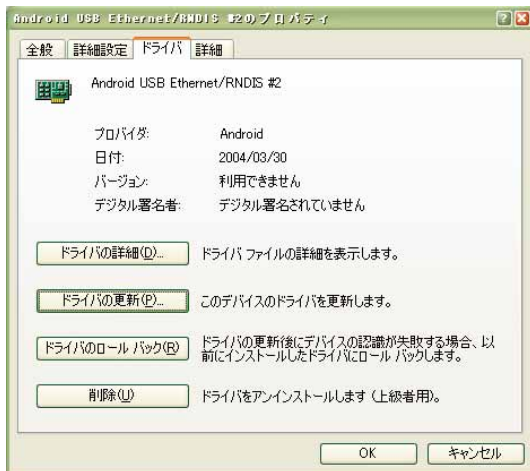 Android USB Ethernet/RNDIS #2のプロパティ
全般 詳細設定 ドライバ 詳細
Android USB Ethernet/RNDIS #2
プロバイダ: Android
日付: 2004/03/30
バージョン: 利用できません
デジタル署名者: デジタル署名されていません
ドライバの詳細(D)... ドライバ ファイルの詳細を表示します。
ドライバの更新(P)... このデバイスのドライバを更新します。
ドライバのロール バック(R) ドライバの更新後にデバイスの認識が失敗する場合、以
前にインストールしたドライバにロール バックします。
削除(U) ドライバをアンインストールします (上級者用)。
OK キャンセル